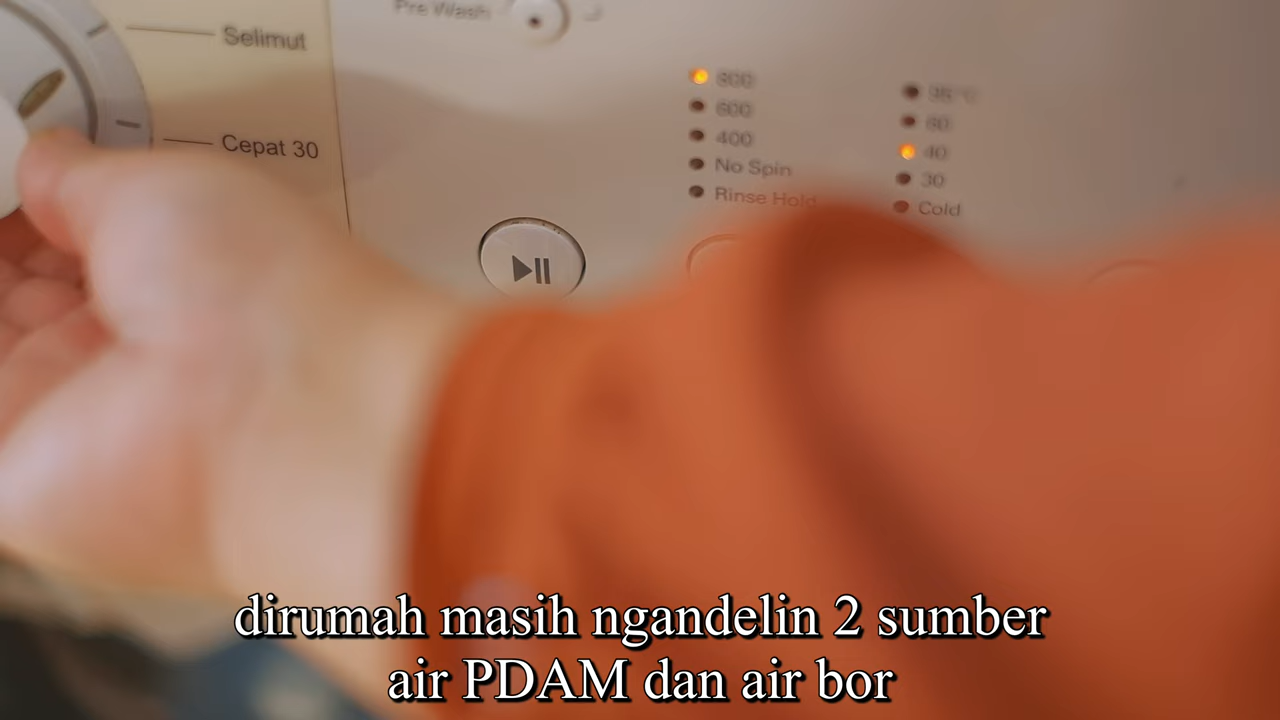 Pre Wash
Selimut
Cepat 30
800
600
400
No Spin
Rinse Hold
95°C
60
40
30
Cold
dirumah masih ngandelin 2 sumber
air PDAM dan air bor